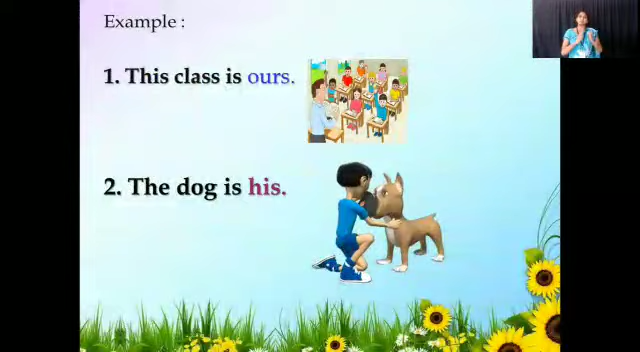 Example :
1. This class is ours.
2. The dog is his.